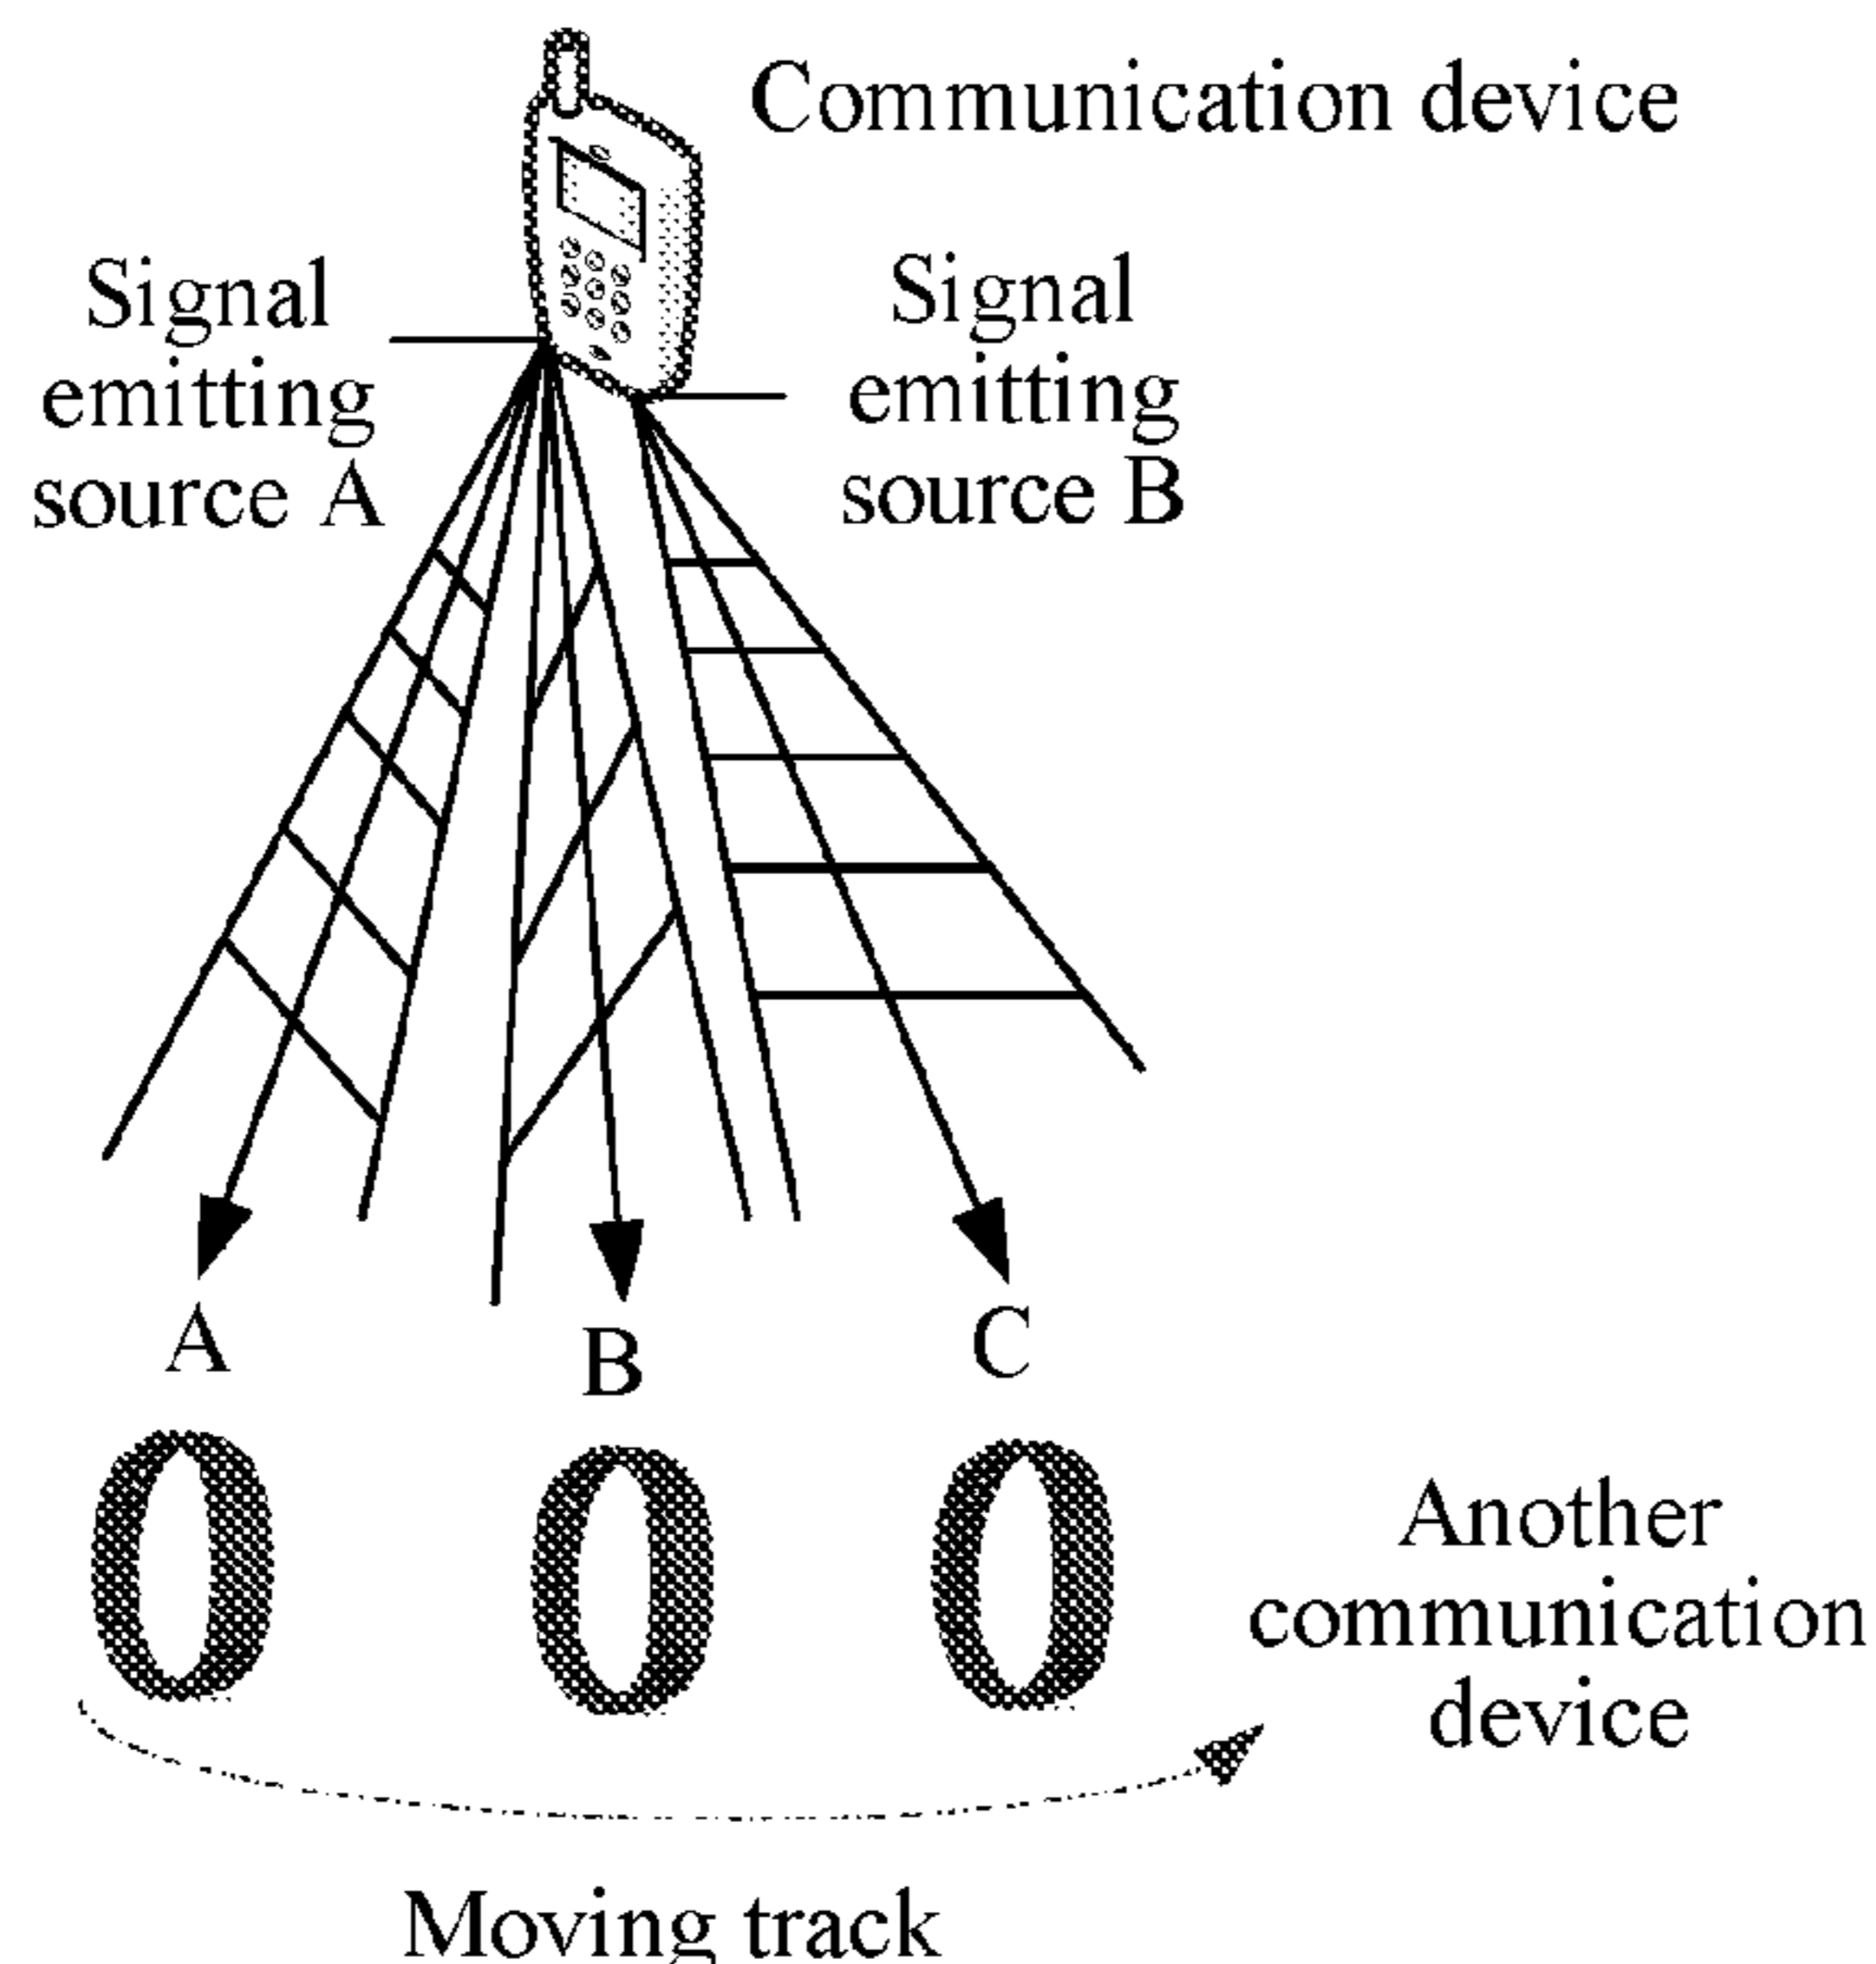 Communication device
Signal
emitting
source A
Signal
emitting
source B
A
B
C
Another
communication
device
Moving track